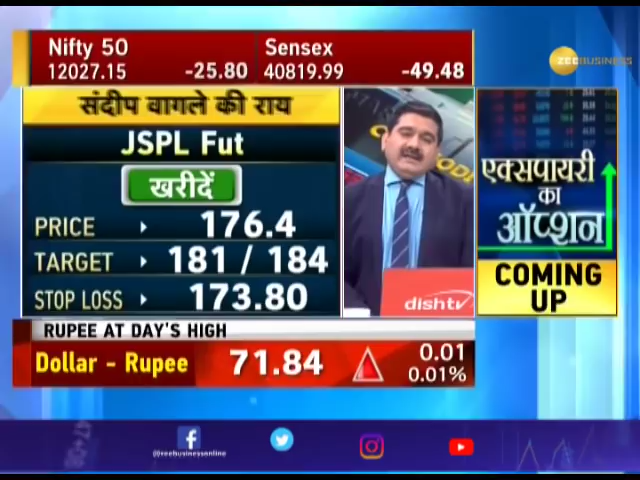 Nifty 50
12027.15 -25.80
Sensex
40819.99 -49.48
ZEEBUSINESS
संदीप वागले की राय
JSPL Fut
खरीदें
PRICE 176.4
TARGET 181 / 184
STOP LOSS 173.80
dishtv
एक्सपायरी
का
ऑप्शन
COMING
UP
RUPEE AT DAY'S HIGH
Dollar - Rupee 71.84 0.01
0.01%
@zeebusinessonline